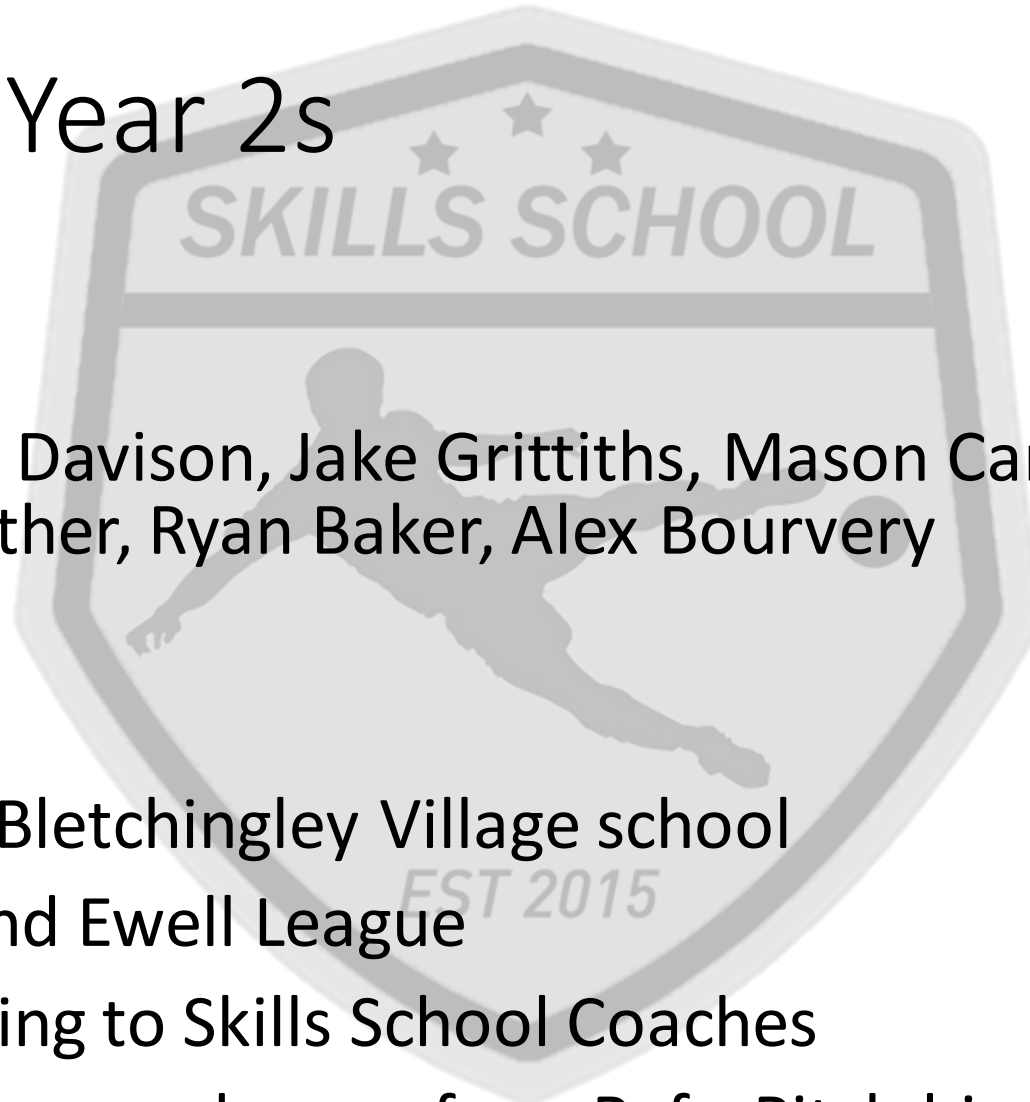 Year 2s
SKILLS SCHOOL
Davison, Jake Grittiths, Mason Car
ther, Ryan Baker, Alex Bourvery
Bletchingley Village school
EST 2015
nd Ewell League
ing to Skills School Coaches